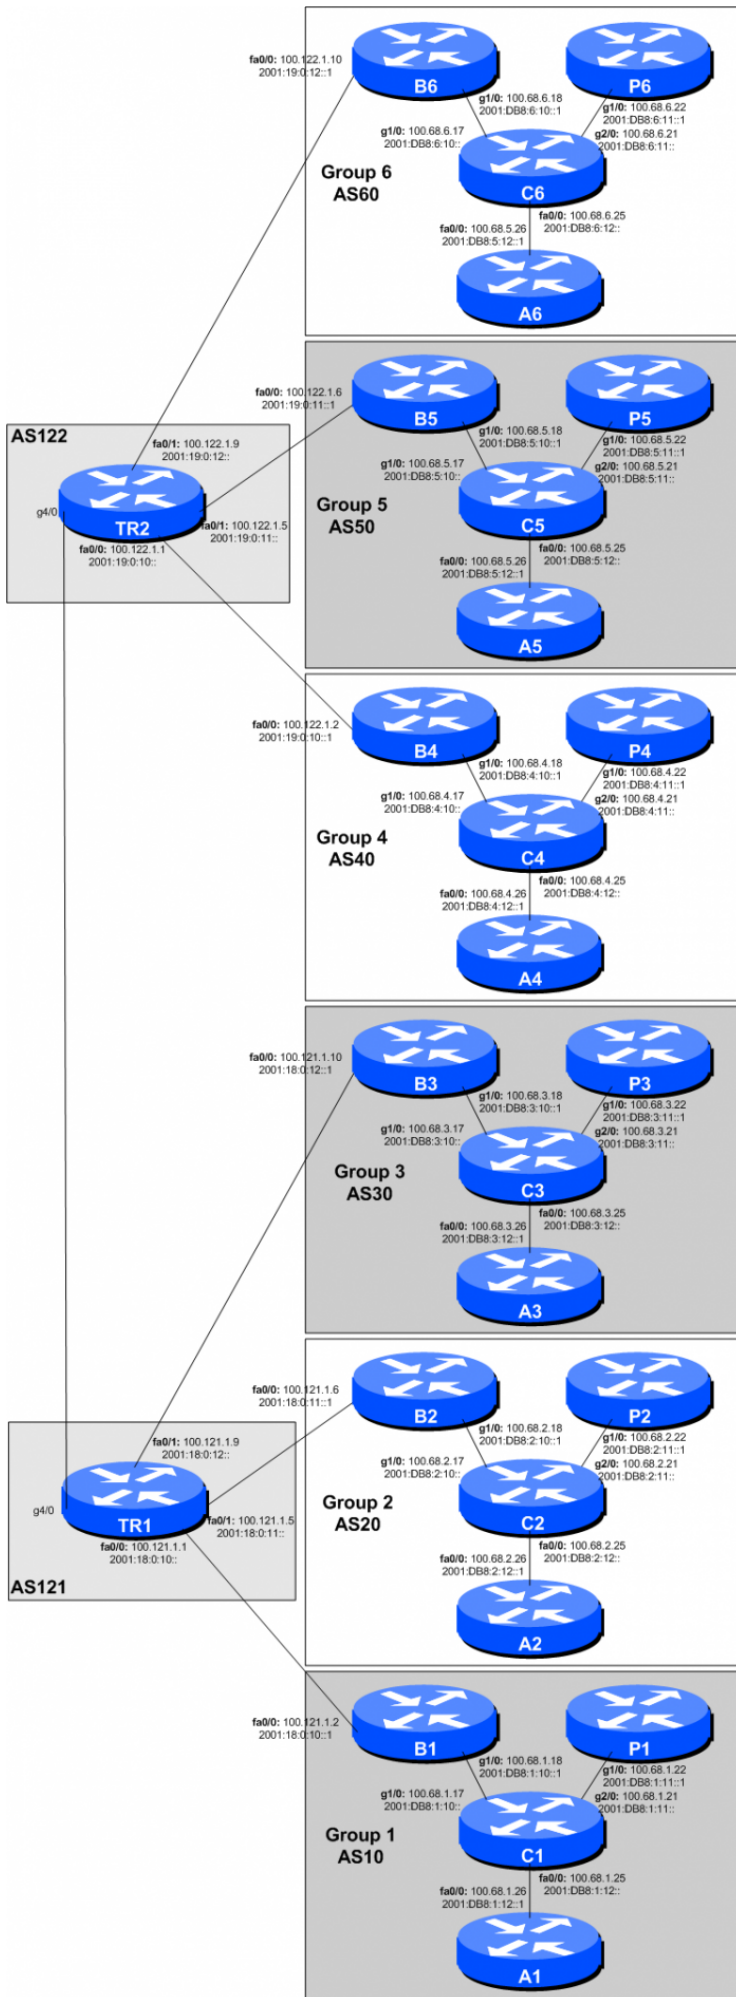 fa0/0: 100.122.1.10
2001:19:0:12::1
B6
P6
g1/0: 100.68.6.18
2001:DB8:6:10::1
g1/0: 100.68.6.22
2001:DB8:6:11::1
g1/0: 100.68.6.17
2001:DB8:6:10::
g2/0: 100.68.6.21
2001:DB8:6:11::
Group 6
AS60
C6
fa0/0: 100.68.6.25
2001:DB8:6:12::
fa0/0: 100.68.5.26
2001:DB8:5:12::1
A6
fa0/0: 100.122.1.6
2001:19:0:11::1
B5
P5
g1/0: 100.68.5.18
2001:DB8:5:10::1
g1/0: 100.68.5.22
2001:DB8:5:11::1
g1/0: 100.68.5.17
2001:DB8:5:10::
g2/0: 100.68.5.21
2001:DB8:5:11::
Group 5
AS50
C5
fa0/0: 100.68.5.25
2001:DB8:5:12::
fa0/0: 100.68.5.26
2001:DB8:5:12::1
A5
AS122
fa0/1: 100.122.1.9
2001:19:0:12::
g4/0
TR2
fa0/1: 100.122.1.5
2001:19:0:11::
fa0/0: 100.122.1.1
2001:19:0:10::
fa0/0: 100.122.1.2
2001:19:0:10::1
B4
P4
g1/0: 100.68.4.18
2001:DB8:4:10::1
g1/0: 100.68.4.22
2001:DB8:4:11::1
g1/0: 100.68.4.17
2001:DB8:4:10::
g2/0: 100.68.4.21
2001:DB8:4:11::
Group 4
AS40
C4
fa0/0: 100.68.4.25
2001:DB8:4:12::
fa0/0: 100.68.4.26
2001:DB8:4:12::1
A4
fa0/0: 100.121.1.10
2001:18:0:12::1
B3
P3
g1/0: 100.68.3.18
2001:DB8:3:10::1
g1/0: 100.68.3.22
2001:DB8:3:11::1
g1/0: 100.68.3.17
2001:DB8:3:10::
g2/0: 100.68.3.21
2001:DB8:3:11::
Group 3
AS30
C3
fa0/0: 100.68.3.25
2001:DB8:3:12::
fa0/0: 100.68.3.26
2001:DB8:3:12::1
A3
fa0/0: 100.121.1.6
2001:18:0:11::1
B2
P2
g1/0: 100.68.2.18
2001:DB8:2:10::1
g1/0: 100.68.2.22
2001:DB8:2:11::1
g1/0: 100.68.2.17
2001:DB8:2:10::
g2/0: 100.68.2.21
2001:DB8:2:11::
Group 2
AS20
C2
fa0/0: 100.68.2.25
2001:DB8:2:12::
fa0/0: 100.68.2.26
2001:DB8:2:12::1
A2
fa0/1: 100.121.1.9
2001:18:0:12::
g4/0
TR1
fa0/1: 100.121.1.5
2001:18:0:11::
fa0/0: 100.121.1.1
2001:18:0:10::
AS121
fa0/0: 100.121.1.2
2001:18:0:10::1
B1
P1
g1/0: 100.68.1.18
2001:DB8:1:10::1
g1/0: 100.68.1.22
2001:DB8:1:11::1
g1/0: 100.68.1.17
2001:DB8:1:10::
g2/0: 100.68.1.21
2001:DB8:1:11::
Group 1
AS10
C1
fa0/0: 100.68.1.25
2001:DB8:1:12::
fa0/0: 100.68.1.26
2001:DB8:1:12::1
A1